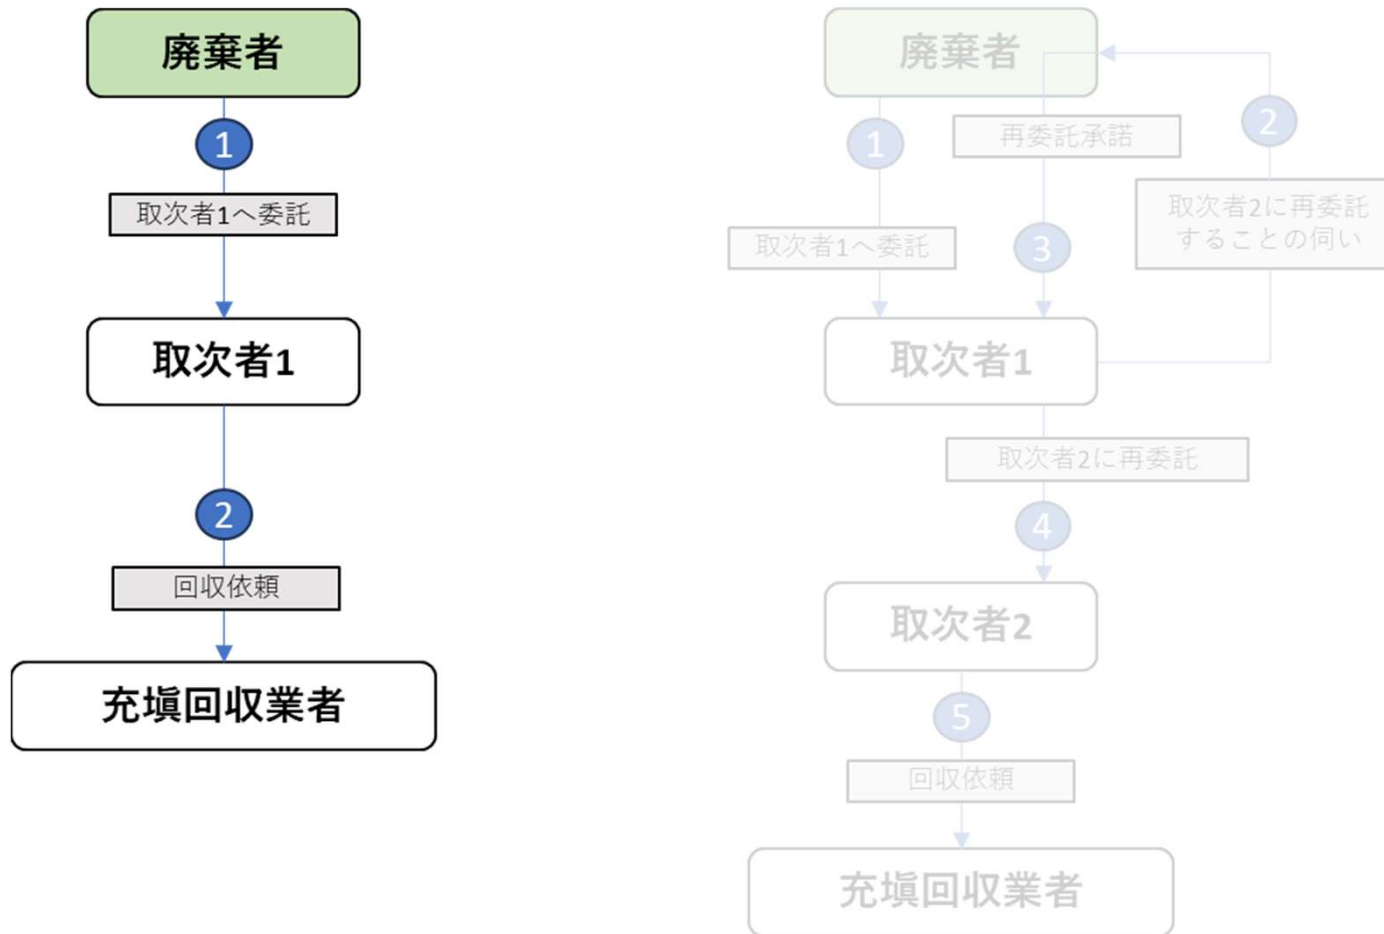 廃棄者
1
取次者1へ委託
取次者1
2
回収依頼
充塡回収業者
廃棄者
1
再委託承諾
2
取次者2に再委託
することの伺い
取次者1へ委託
3
取次者1
取次者2に再委託
4
取次者2
5
回収依頼
充塡回収業者